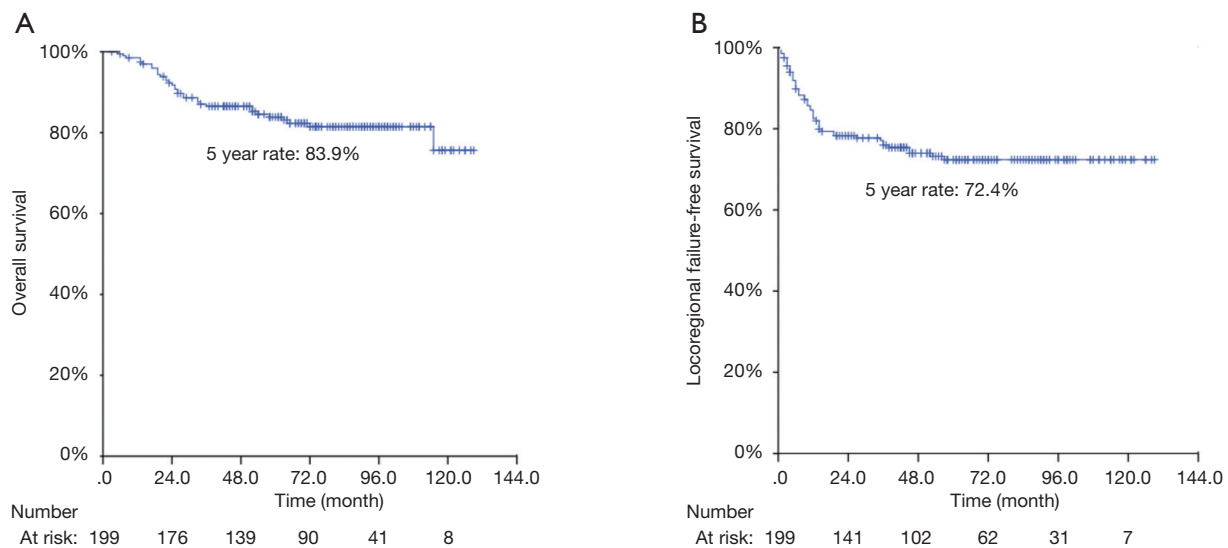 A
Overall survival
100%
80%
60%
40%
20%
0%
5 year rate: 83.9%
.0 24.0 48.0 72.0 96.0 120.0 144.0
Time (month)
Number
At risk: 199 176 139 90 41 8
B
Locoregional failure-free survival
100%
80%
60%
40%
20%
0%
5 year rate: 72.4%
.0 24.0 48.0 72.0 96.0 120.0 144.0
Time (month)
Number
At risk: 199 141 102 62 31 7